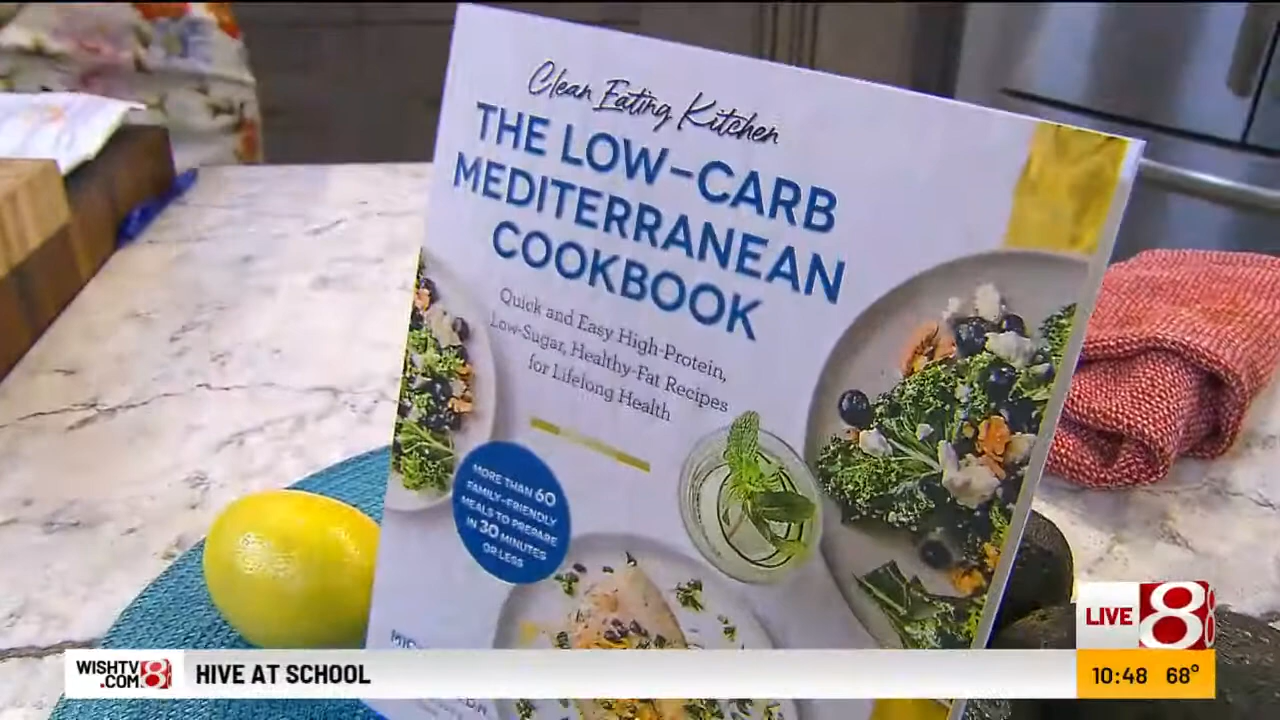 Clean Eating Kitchen
THE LOW-CARB
MEDITERRANEAN
COOKBOOK
Quick and Easy High-Protein,
Low-Sugar, Healthy-Fat Recipes
for Lifelong Health
MORE THAN 60
FAMILY-FRIENDLY
MEALS TO PREPARE
IN 30 MINUTES
OR LESS
LIVE 8
WISHTV
.COM 8
HIVE AT SCHOOL
10:48 68°